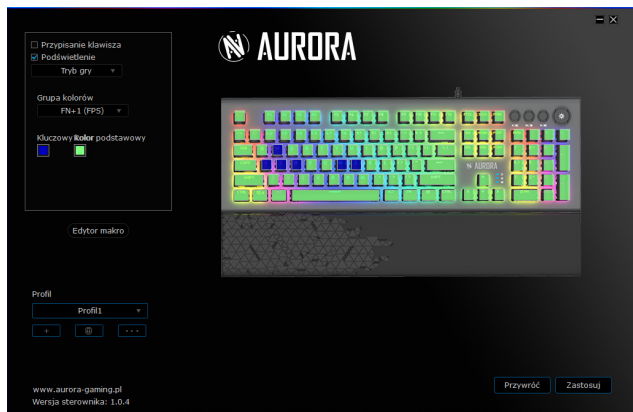 Przypisanie klawisza
Podświetlenie
Tryb gry
Grupa kolorów
FN+1 (FPS)
Kluczowy Kolor podstawowy
Edytor makro
Profil
Profil1
+
...
www.aurora-gaming.pl
Wersja sterownika: 1.0.4
AURORA
AURORA
Przywróć
Zastosuj